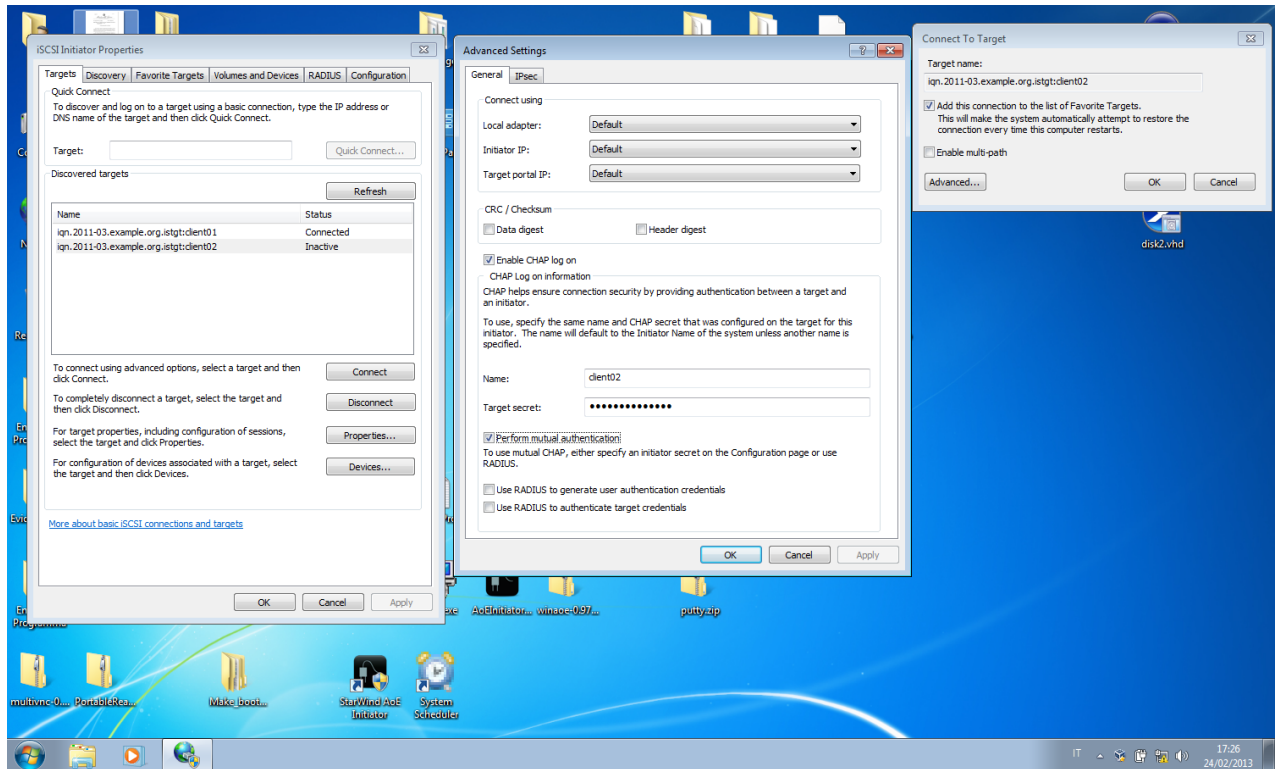 iSCSI Initiator Properties
Targets
Discovery
Favorite Targets
Volumes and Devices
RADIUS
Configuration
Quick Connect
To discover and log on to a target using a basic connection, type the IP address or
DNS name of the target and then click Quick Connect.
Target:
Quick Connect...
Discovered targets
Refresh
Name
Status
iqn.2011-03.example.org.istgt:client01
Connected
iqn.2011-03.example.org.istgt:client02
Inactive
To connect using advanced options, select a target and then
click Connect.
Connect
To completely disconnect a target, select the target and
then click Disconnect.
Disconnect
For target properties, including configuration of sessions,
select the target and click Properties.
Properties...
For configuration of devices associated with a target, select
the target and then click Devices.
Devices...
More about basic iSCSI connections and targets
OK
Cancel
Apply
Advanced Settings
General
IPsec
Connect using
Local adapter:
Default
Initiator IP:
Default
Target portal IP:
Default
CRC / Checksum
Data digest
Header digest
Enable CHAP log on
CHAP Log on information
CHAP helps ensure connection security by providing authentication between a target and
an initiator.
To use, specify the same name and CHAP secret that was configured on the target for this
initiator. The name will default to the Initiator Name of the system unless another name is
specified.
Name:
client02
Target secret:
Perform mutual authentication
To use mutual CHAP, either specify an initiator secret on the Configuration page or use
RADIUS.
Use RADIUS to generate user authentication credentials
Use RADIUS to authenticate target credentials
OK
Cancel
Apply
Connect To Target
Target name:
iqn.2011-03.example.org.istgt:client02
Add this connection to the list of Favorite Targets.
This will make the system automatically attempt to restore the
connection every time this computer restarts.
Enable multi-path
Advanced...
OK
Cancel
disk2.vhd
AoEInitiator...
winaoe-0.97...
putty.zip
multivnc-0....
PortableRea...
Make_boot...
StarWind AoE
Initiator
System
Scheduler
IT
17:26
24/02/2013